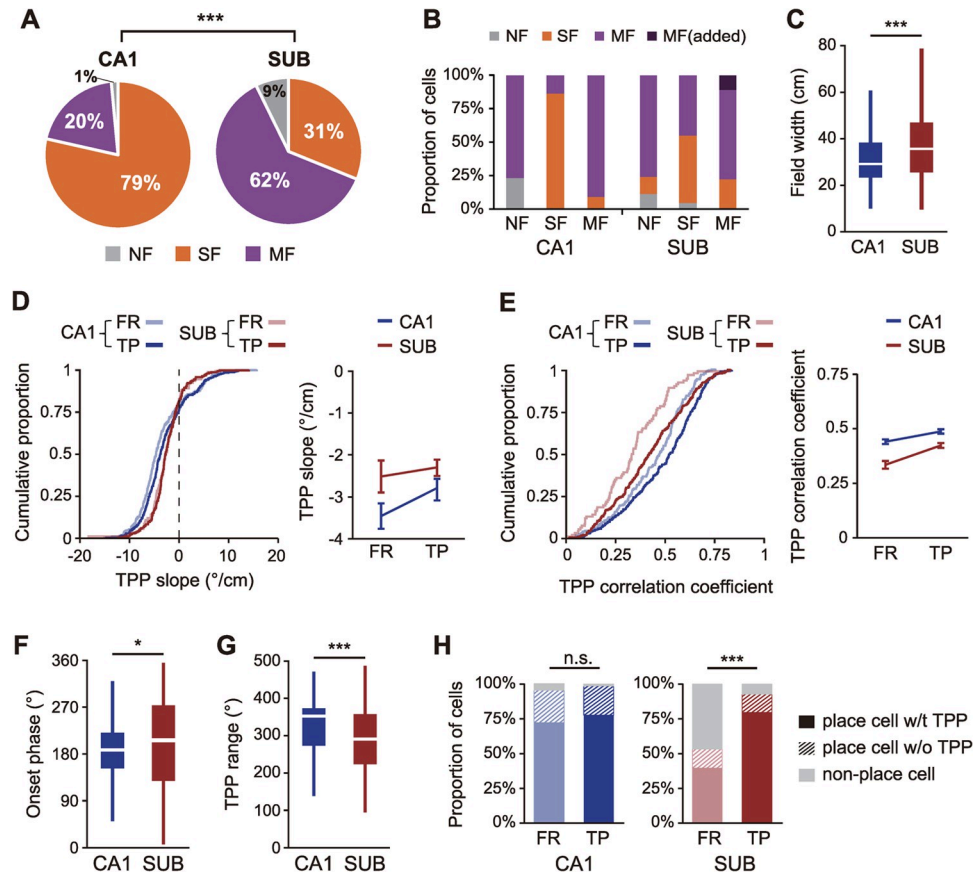 A
***
CA1
SUB
1%
20%
79%
9%
31%
62%
NF SF MF
B
NF SF MF MF(added)
Proportion of cells
100%
75%
50%
25%
0%
NF SF MF NF SF MF
CA1 SUB
C
***
Field width (cm)
80
60
40
20
0
CA1 SUB
D
CA1 FR TP SUB FR TP
Cumulative proportion
1
0.75
0.5
0.25
0
-20 -10 0 10 20
TPP slope (°/cm)
CA1
SUB
TPP slope (°/cm)
0
-1
-2
-3
-4
FR TP
E
CA1 FR TP SUB FR TP
Cumulative proportion
1
0.75
0.5
0.25
0
0 0.25 0.5 0.75 1
TPP correlation coefficient
CA1
SUB
TPP correlation coefficient
0.75
0.5
0.25
0
FR TP
F
*
Onset phase (°)
360
270
180
90
0
CA1 SUB
G
***
TPP range (°)
500
400
300
200
100
0
CA1 SUB
H
n.s.
***
Proportion of cells
100%
75%
50%
25%
0%
FR TP
CA1
100%
75%
50%
25%
0%
FR TP
SUB
place cell w/t TPP
place cell w/o TPP
non-place cell